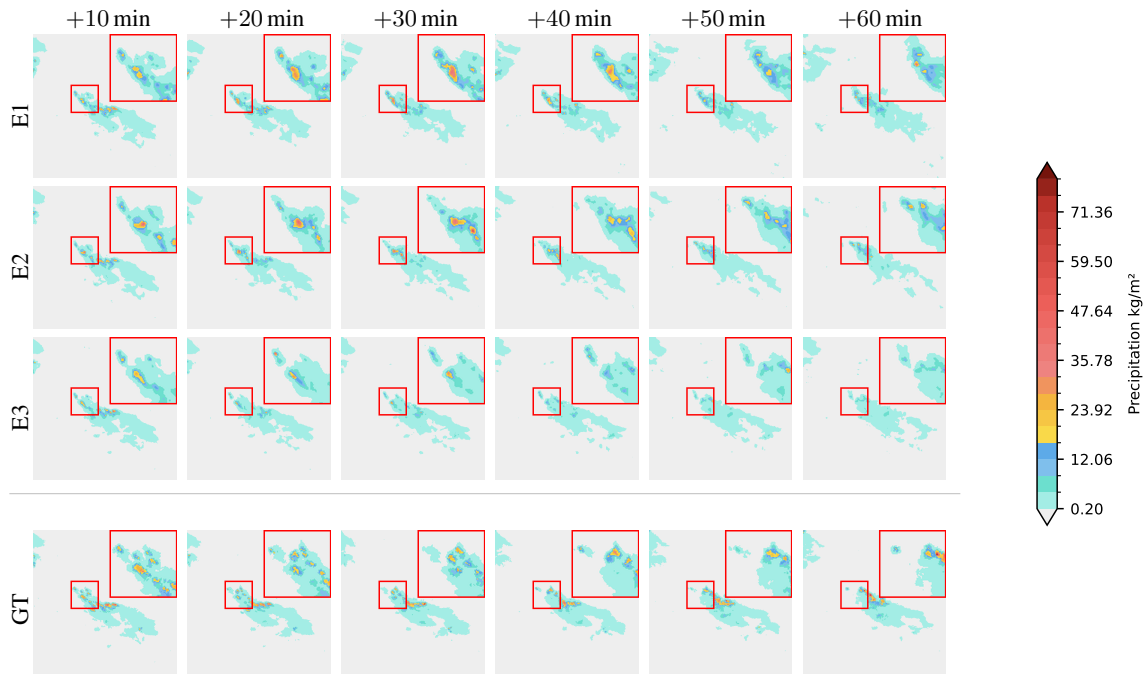 +10 min +20 min +30 min +40 min +50 min +60 min
E1
E2
E3
GT
71.36
59.50
47.64
35.78
23.92
12.06
0.20
Precipitation kg/m²